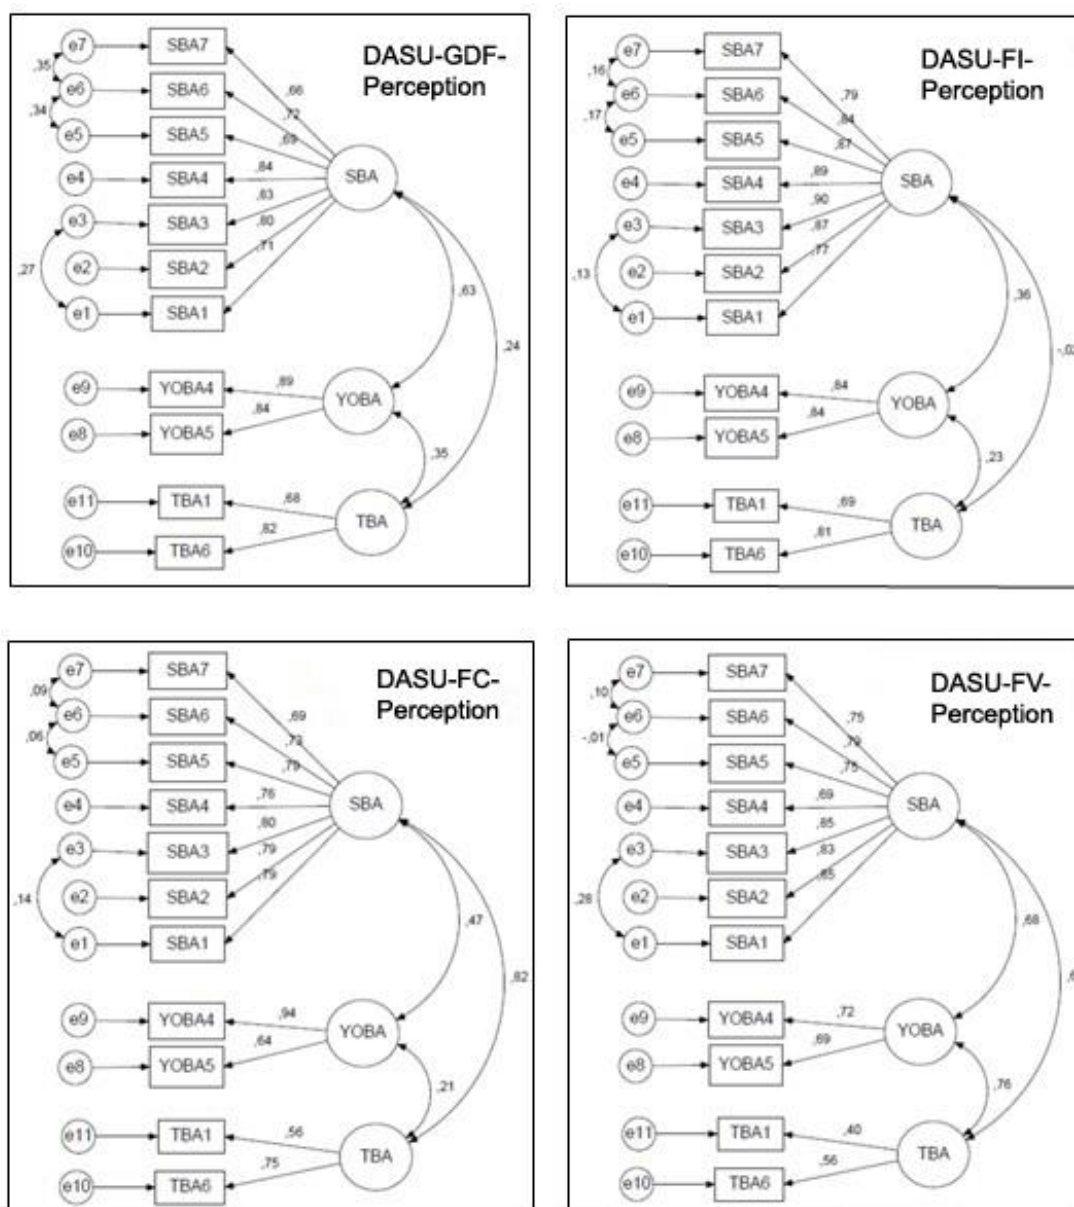 DASU-GDF-
Perception
e7
SBA7
,35
e6
SBA6
,34
e5
SBA5
e4
SBA4
e3
SBA3
,27
e2
SBA2
e1
SBA1
,66
,72
,69
,84
,83
,80
,71
SBA
,63
,24
e9
YOBA4
,89
e8
YOBA5
,84
YOBA
,35
e11
TBA1
,68
e10
TBA6
,82
TBA
DASU-FI-
Perception
e7
SBA7
,16
e6
SBA6
,17
e5
SBA5
e4
SBA4
e3
SBA3
,13
e2
SBA2
e1
SBA1
,79
,84
,87
,89
,90
,87
,77
SBA
,36
e9
YOBA4
,84
e8
YOBA5
,84
YOBA
,23
e11
TBA1
,69
e10
TBA6
,81
TBA
DASU-FC-
Perception
e7
SBA7
,09
e6
SBA6
,06
e5
SBA5
e4
SBA4
e3
SBA3
,14
e2
SBA2
e1
SBA1
,69
,73
,79
,76
,80
,79
,79
SBA
,47
,82
e9
YOBA4
,94
e8
YOBA5
,64
YOBA
,21
e11
TBA1
,56
e10
TBA6
,75
TBA
DASU-FV-
Perception
e7
SBA7
,10
e6
SBA6
-,01
e5
SBA5
e4
SBA4
e3
SBA3
,28
e2
SBA2
e1
SBA1
,75
,79
,75
,69
,85
,83
SBA
,68
e9
YOBA4
,72
e8
YOBA5
,69
YOBA
,76
e11
TBA1
,40
e10
TBA6
,56
TBA